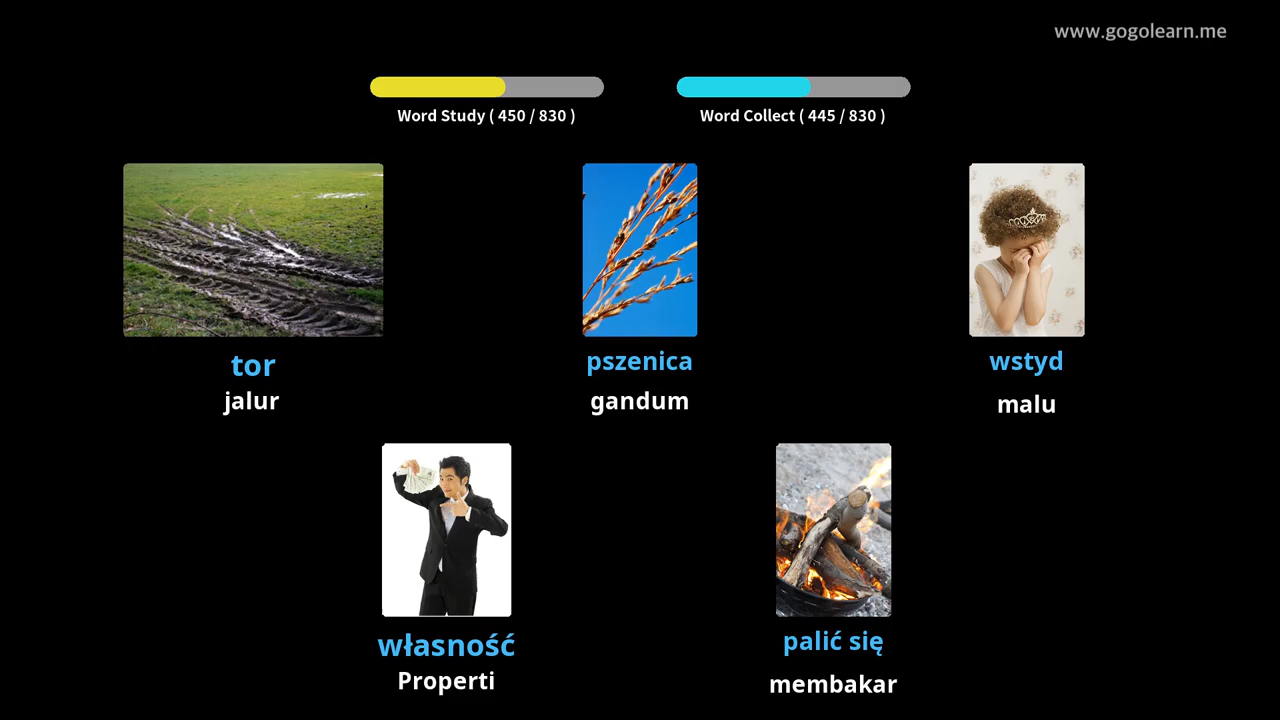 www.gogolearn.me
Word Study ( 450 / 830 )
Word Collect ( 445 / 830 )
tor
jalur
pszenica
gandum
wstyd
malu
własność
Properti
palić się
membakar